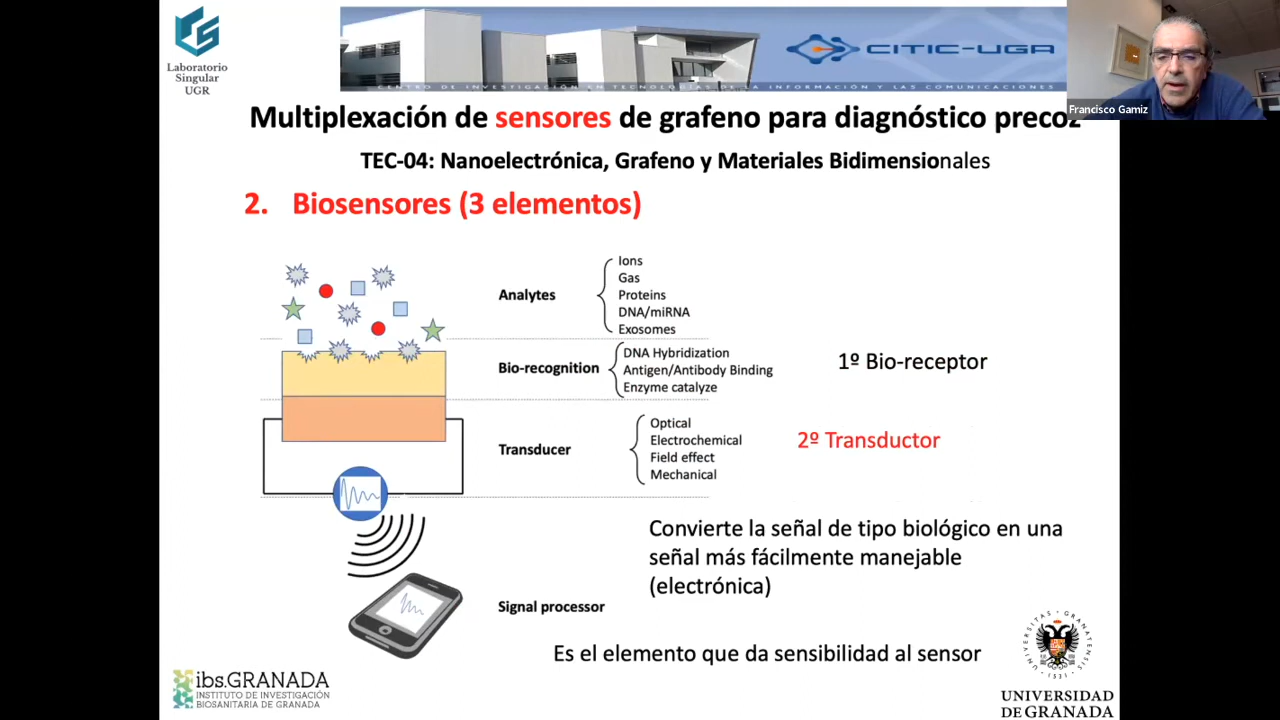 Laboratorio
Singular
UGR
CITIC-UGR
CENTRO DE INVESTIGACIÓN EN TECNOLOGÍAS DE LA INFORMACIÓN Y LAS COMUNICACIONES
Francisco Gamiz
Multiplexación de sensores de grafeno para diagnóstico precoz
TEC-04: Nanoelectrónica, Grafeno y Materiales Bidimensionales
2. Biosensores (3 elementos)
Analytes
Ions
Gas
Proteins
DNA/miRNA
Exosomes
Bio-recognition
DNA Hybridization
Antigen/Antibody Binding
Enzyme catalyze
1º Bio-receptor
Transducer
Optical
Electrochemical
Field effect
Mechanical
2º Transductor
Convierte la señal de tipo biológico en una
señal más fácilmente manejable
(electrónica)
Signal processor
Es el elemento que da sensibilidad al sensor
ibs.GRANADA
INSTITUTO DE INVESTIGACIÓN
BIOSANITARIA DE GRANADA
UNIVERSITAS GRANATENSIS
1531
UNIVERSIDAD
DE GRANADA